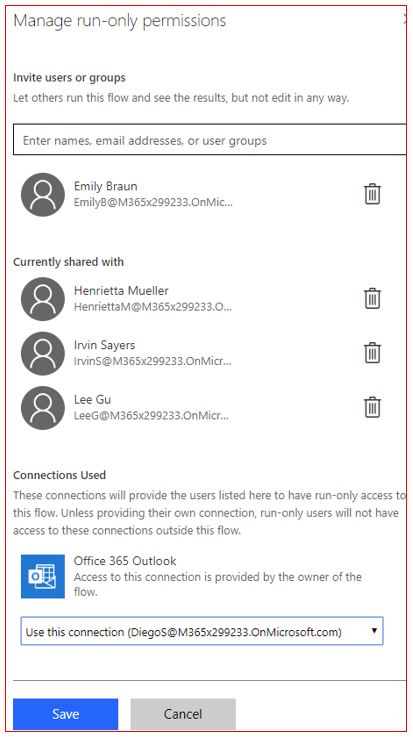 Manage run-only permissions
Invite users or groups
Let others run this flow and see the results, but not edit in any way.
Enter names, email addresses, or user groups
Emily Braun
EmilyB@M365x299233.OnMic...
Currently shared with
Henrietta Mueller
HenriettaM@M365x299233.O...
Irvin Sayers
IrvinS@M365x299233.OnMicr...
Lee Gu
LeeG@M365x299233.OnMicr...
Connections Used
These connections will provide the users listed here to have run-only access to
this flow. Unless providing their own connection, run-only users will not have
access to these connections outside this flow.
Office 365 Outlook
Access to this connection is provided by the owner of the
flow.
Use this connection (DiegoS@M365x299233.OnMicrosoft.com)
Save Cancel